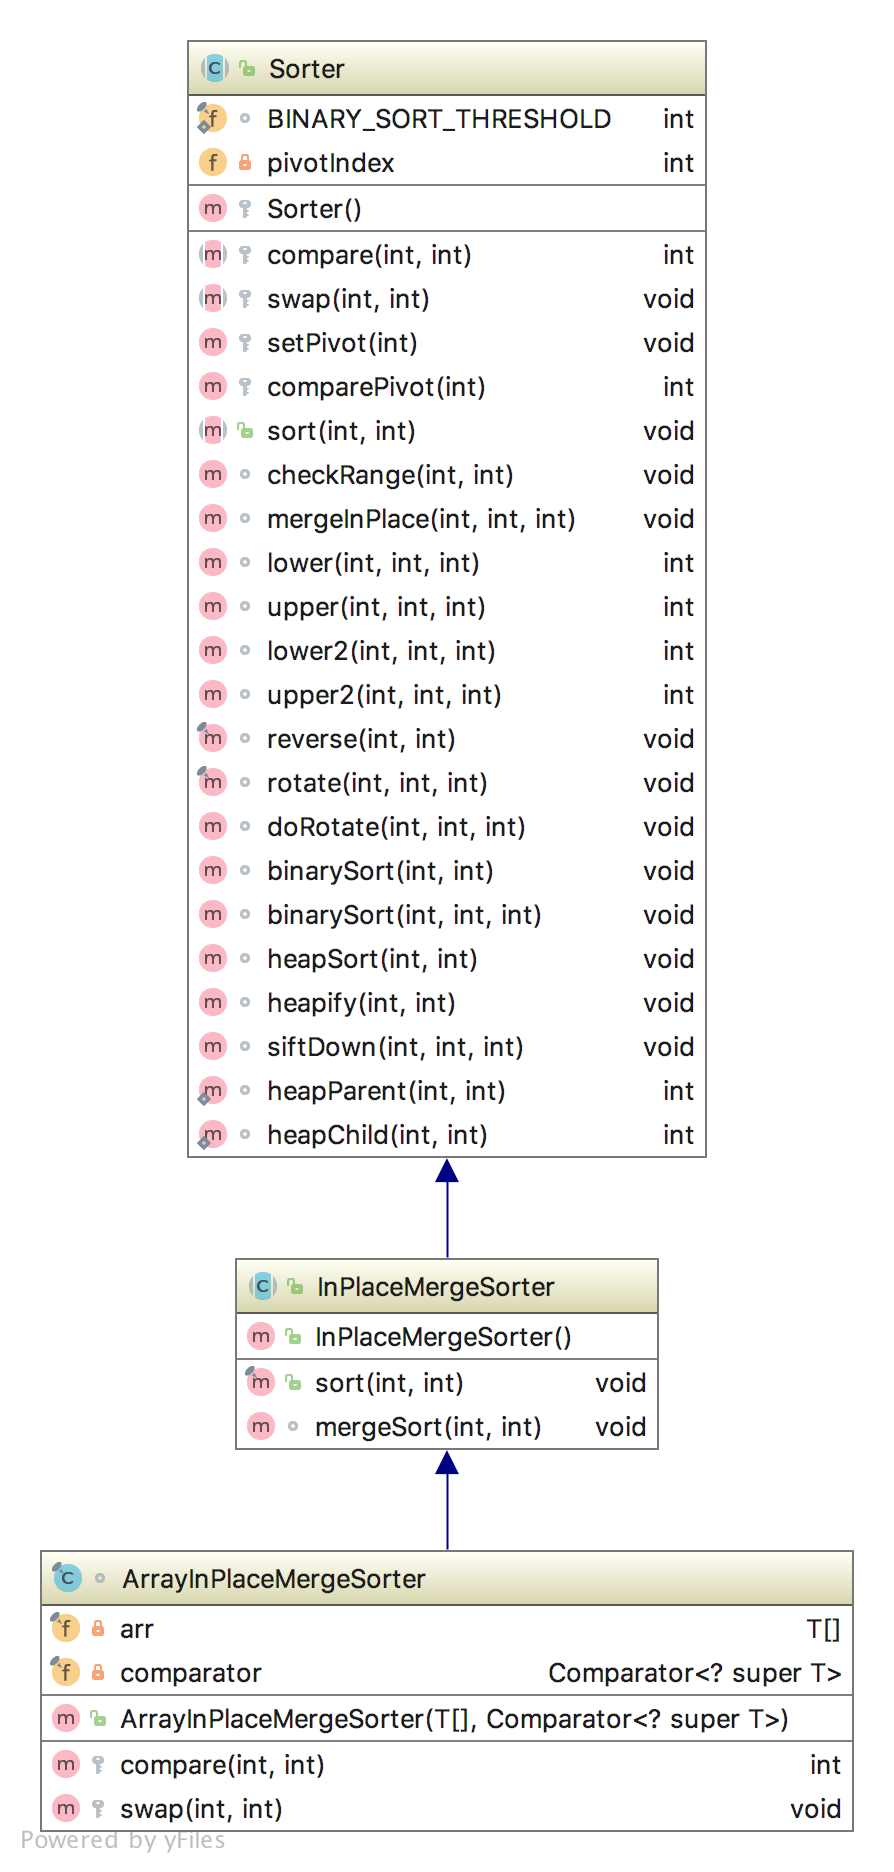 Sorter
BINARY_SORT_THRESHOLD int
pivotIndex int
Sorter()
compare(int, int) int
swap(int, int) void
setPivot(int) void
comparePivot(int) int
sort(int, int) void
checkRange(int, int) void
mergeInPlace(int, int, int) void
lower(int, int, int) int
upper(int, int, int) int
lower2(int, int, int) int
upper2(int, int, int) int
reverse(int, int) void
rotate(int, int, int) void
doRotate(int, int, int) void
binarySort(int, int) void
binarySort(int, int, int) void
heapSort(int, int) void
heapify(int, int) void
siftDown(int, int, int) void
heapParent(int, int) int
heapChild(int, int) int
InPlaceMergeSorter
InPlaceMergeSorter()
sort(int, int) void
mergeSort(int, int) void
ArrayInPlaceMergeSorter
arr T[]
comparator Comparator<? super T>
ArrayInPlaceMergeSorter(T[], Comparator<? super T>)
compare(int, int) int
swap(int, int) void
Powered by yFiles